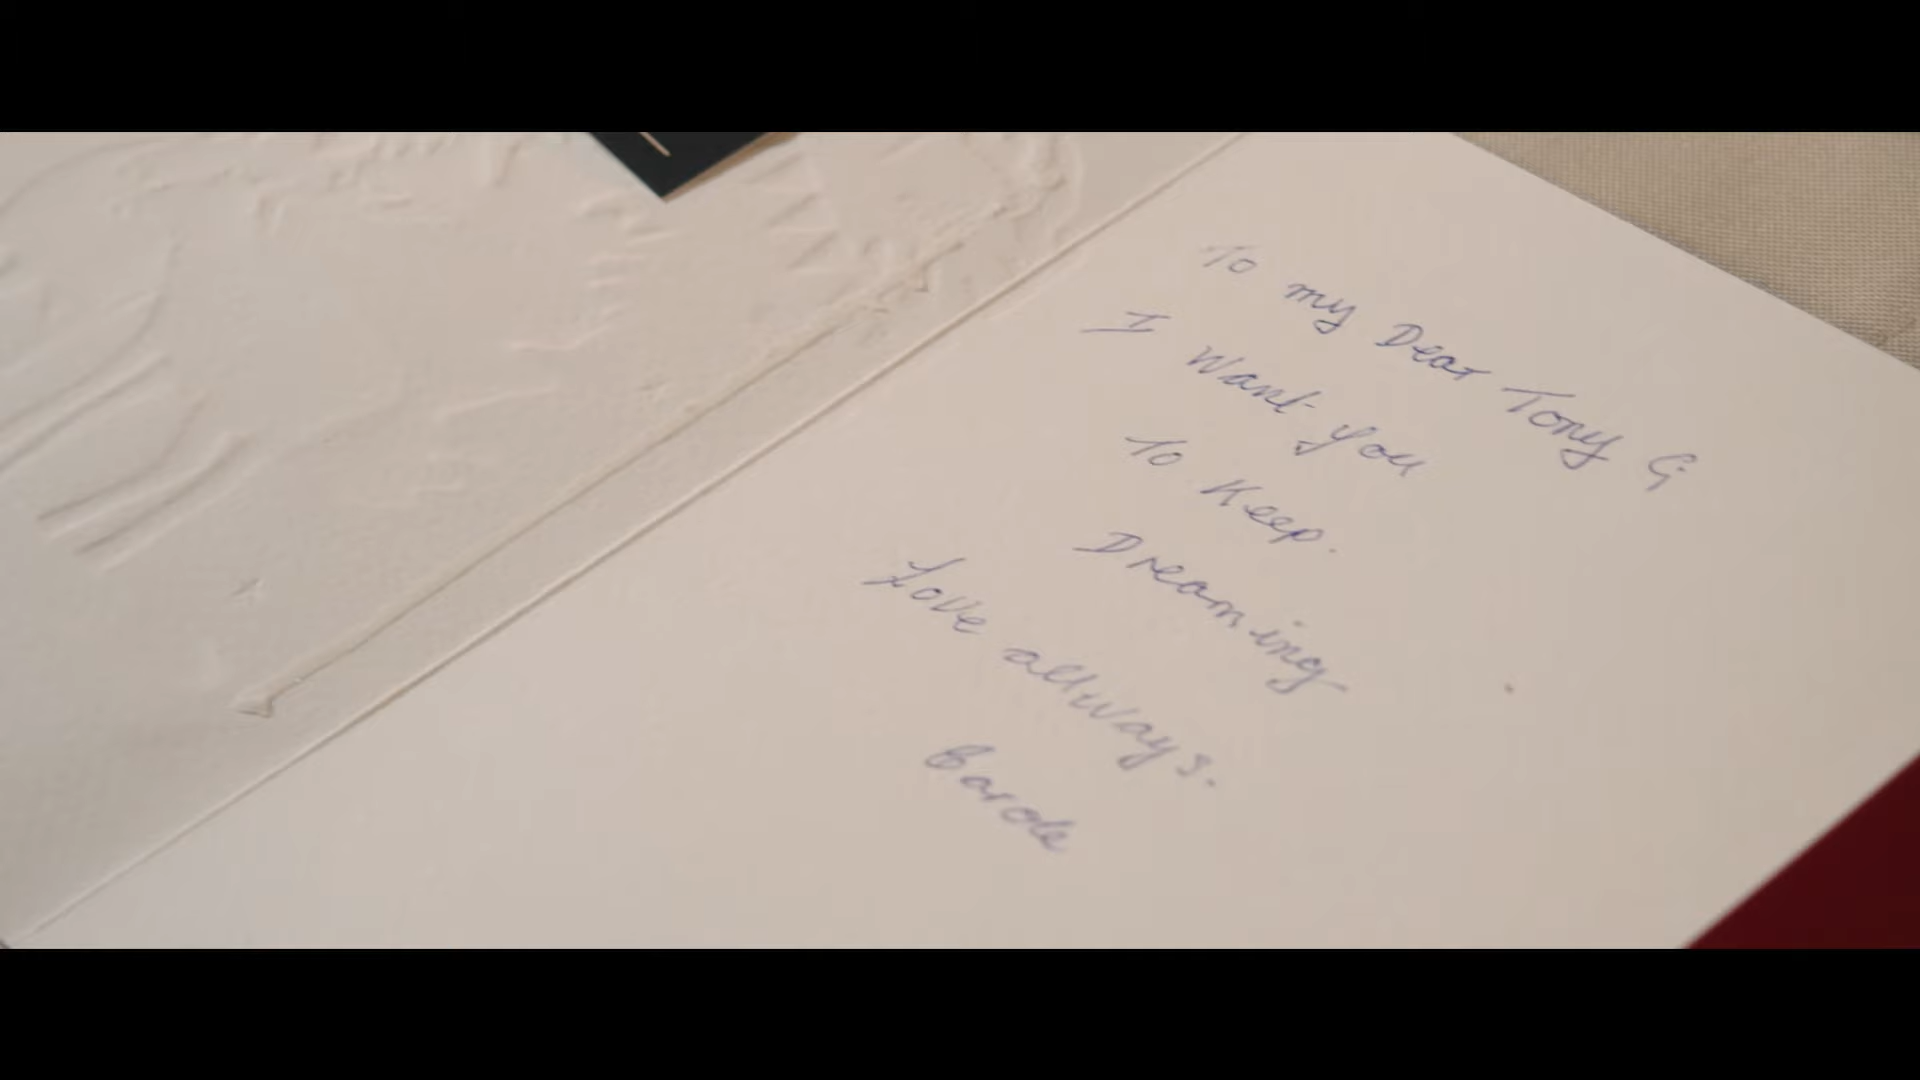 To my Dear Tony G
I Want You
To Keep.
Dreaming
Love allways.
Carole